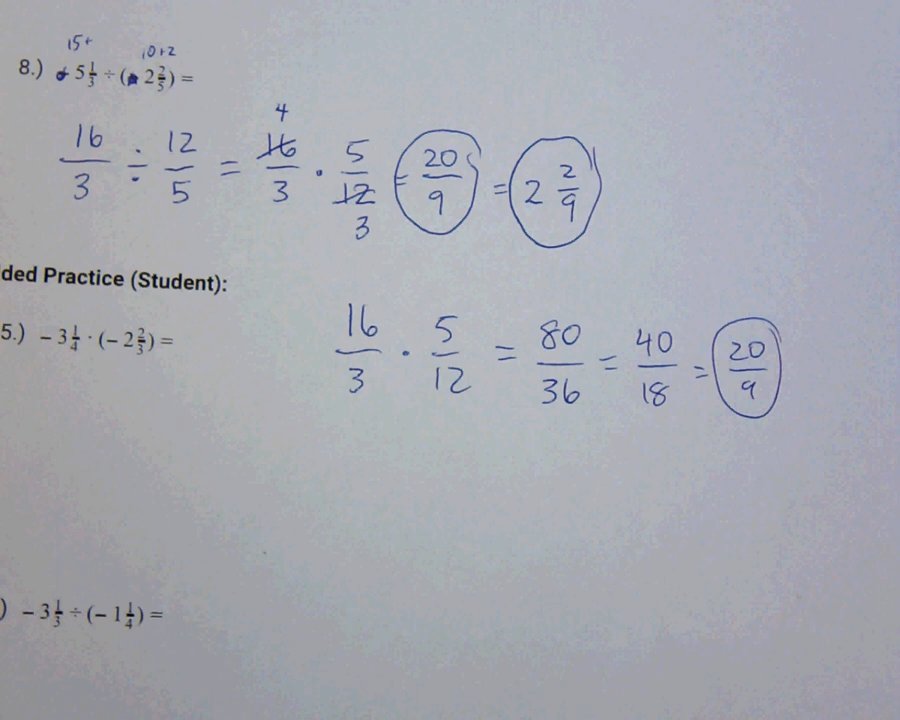 15+ 10+2
8.) - 5 1/3 ÷ (- 2 2/5) =
16/3 ÷ 12/5 = 4 16/3 · 5/12 3 = 20/9 = 2 2/9
ded Practice (Student):
5.) - 3 1/4 · (- 2 2/3) =
16/3 · 5/12 = 80/36 = 40/18 = 20/9
) - 3 1/3 ÷ (- 1 1/4) =